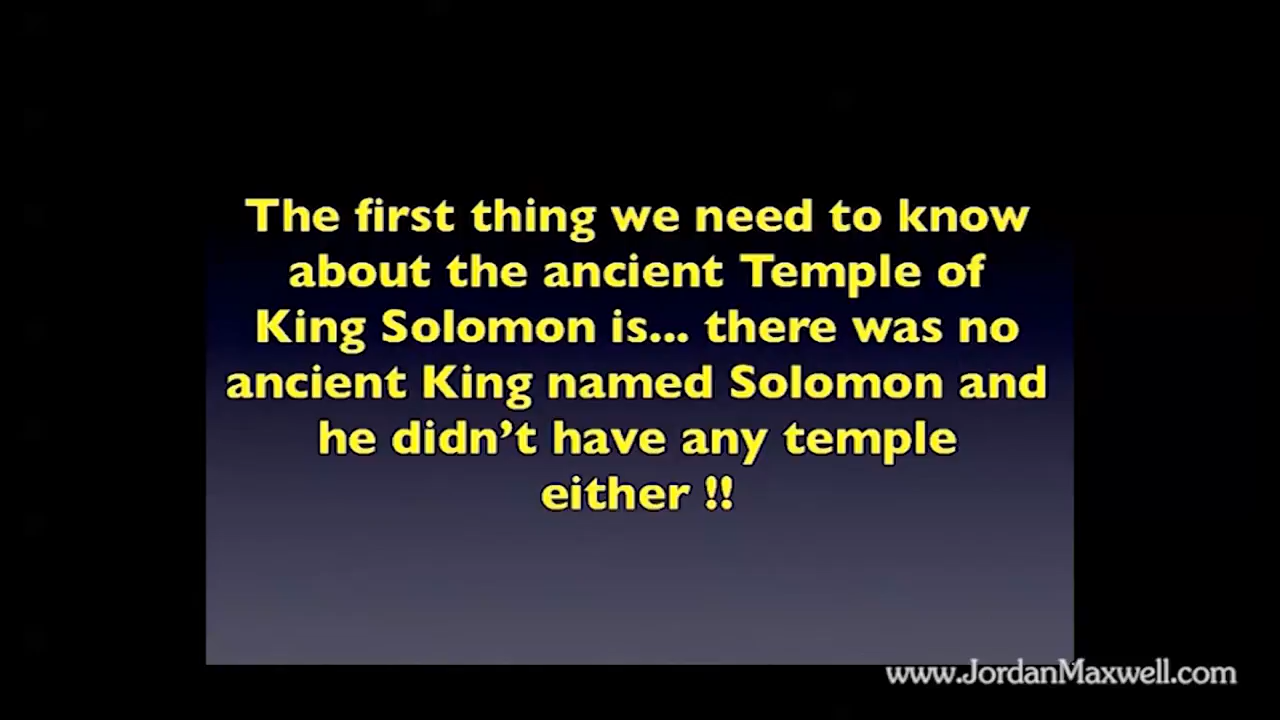 The first thing we need to know
about the ancient Temple of
King Solomon is... there was no
ancient King named Solomon and
he didn’t have any temple
either !!
www.JordanMaxwell.com